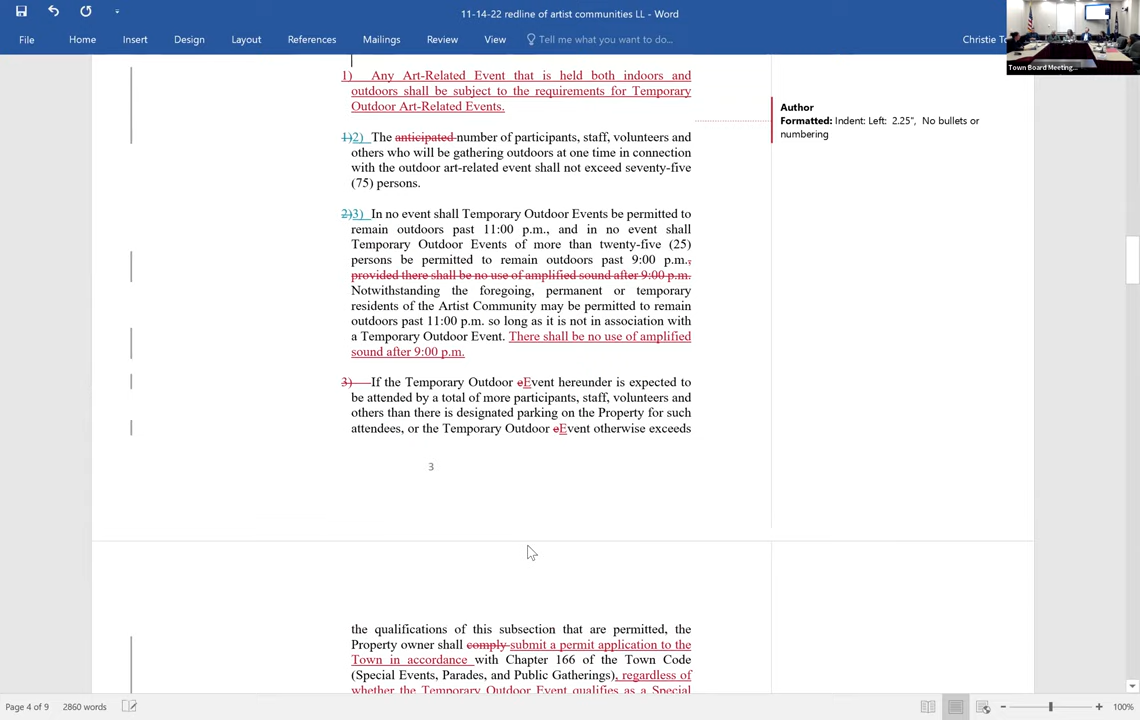 11-14-22 redline of artist communities LL - Word
File Home Insert Design Layout References Mailings Review View Tell me what you want to do... Christie To
Town Board Meeting...
1) Any Art-Related Event that is held both indoors and
outdoors shall be subject to the requirements for Temporary
Outdoor Art-Related Events.
Author
Formatted: Indent: Left: 2.25", No bullets or
numbering
1)2) The anticipated number of participants, staff, volunteers and
others who will be gathering outdoors at one time in connection
with the outdoor art-related event shall not exceed seventy-five
(75) persons.
2)3) In no event shall Temporary Outdoor Events be permitted to
remain outdoors past 11:00 p.m., and in no event shall
Temporary Outdoor Events of more than twenty-five (25)
persons be permitted to remain outdoors past 9:00 p.m.,
provided there shall be no use of amplified sound after 9:00 p.m.
Notwithstanding the foregoing, permanent or temporary
residents of the Artist Community may be permitted to remain
outdoors past 11:00 p.m. so long as it is not in association with
a Temporary Outdoor Event. There shall be no use of amplified
sound after 9:00 p.m.
3) If the Temporary Outdoor eEvent hereunder is expected to
be attended by a total of more participants, staff, volunteers and
others than there is designated parking on the Property for such
attendees, or the Temporary Outdoor eEvent otherwise exceeds
3
the qualifications of this subsection that are permitted, the
Property owner shall comply submit a permit application to the
Town in accordance with Chapter 166 of the Town Code
(Special Events, Parades, and Public Gatherings), regardless of
whether the Temporary Outdoor Event qualifies as a Special
Page 4 of 9 2860 words 100%